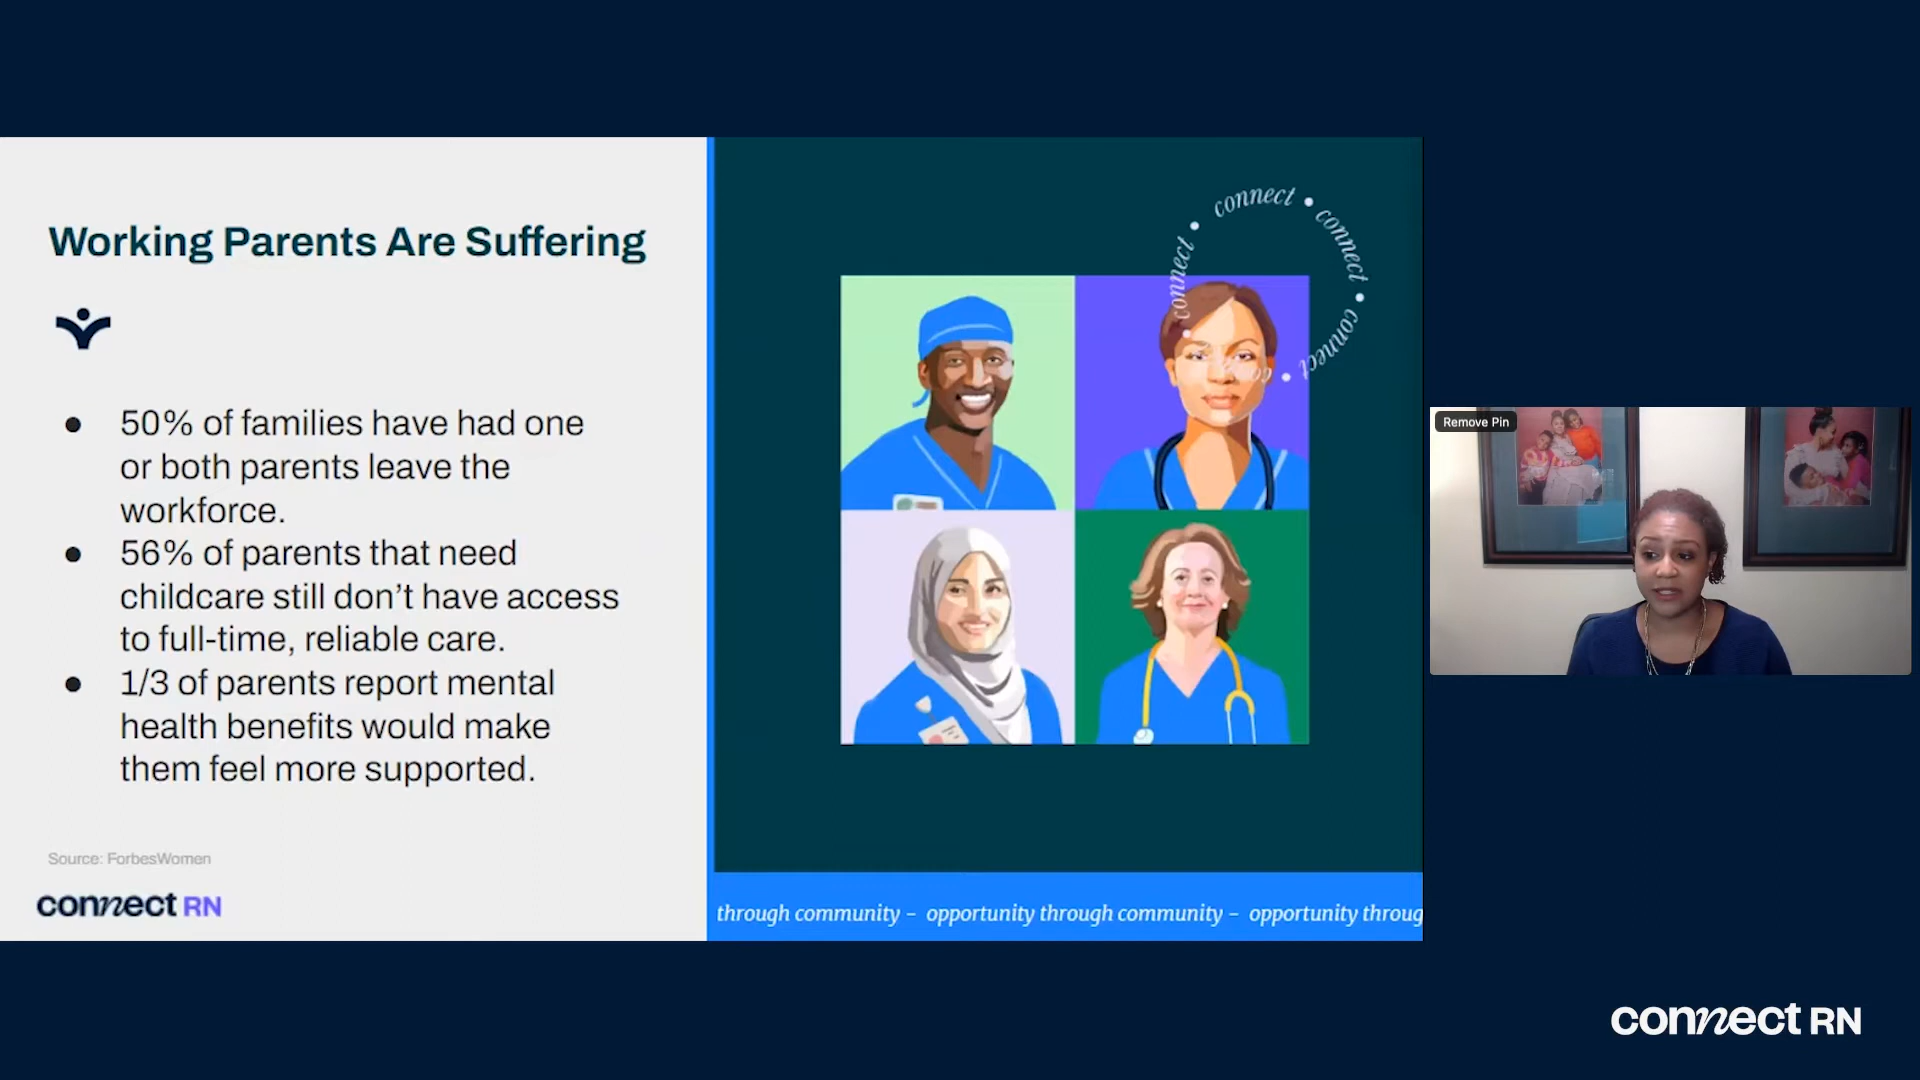 Working Parents Are Suffering
● 50% of families have had one
or both parents leave the
workforce.
● 56% of parents that need
childcare still don’t have access
to full-time, reliable care.
● 1/3 of parents report mental
health benefits would make
them feel more supported.
Source: ForbesWomen
connect RN
connect • connect • connect • connect • connect •
through community – opportunity through community – opportunity throug
Remove Pin
connect RN